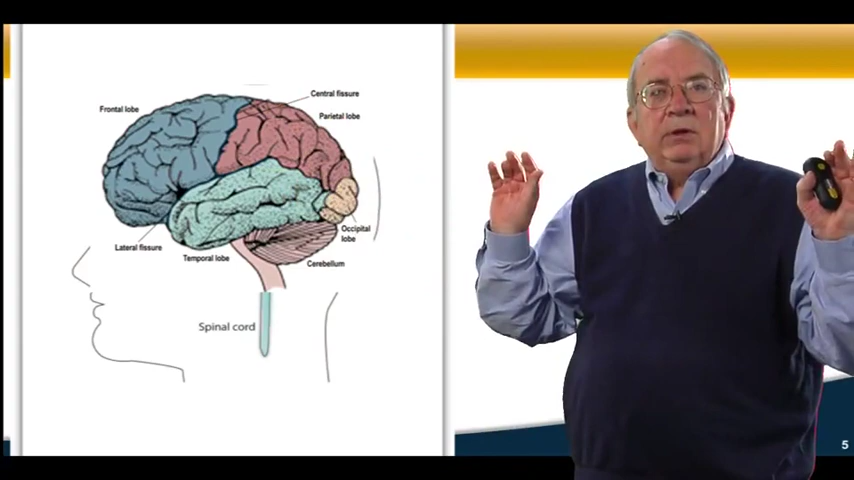 Central fissure
Frontal lobe
Parietal lobe
Occipital
lobe
Lateral fissure
Temporal lobe
Cerebellum
Spinal cord
5